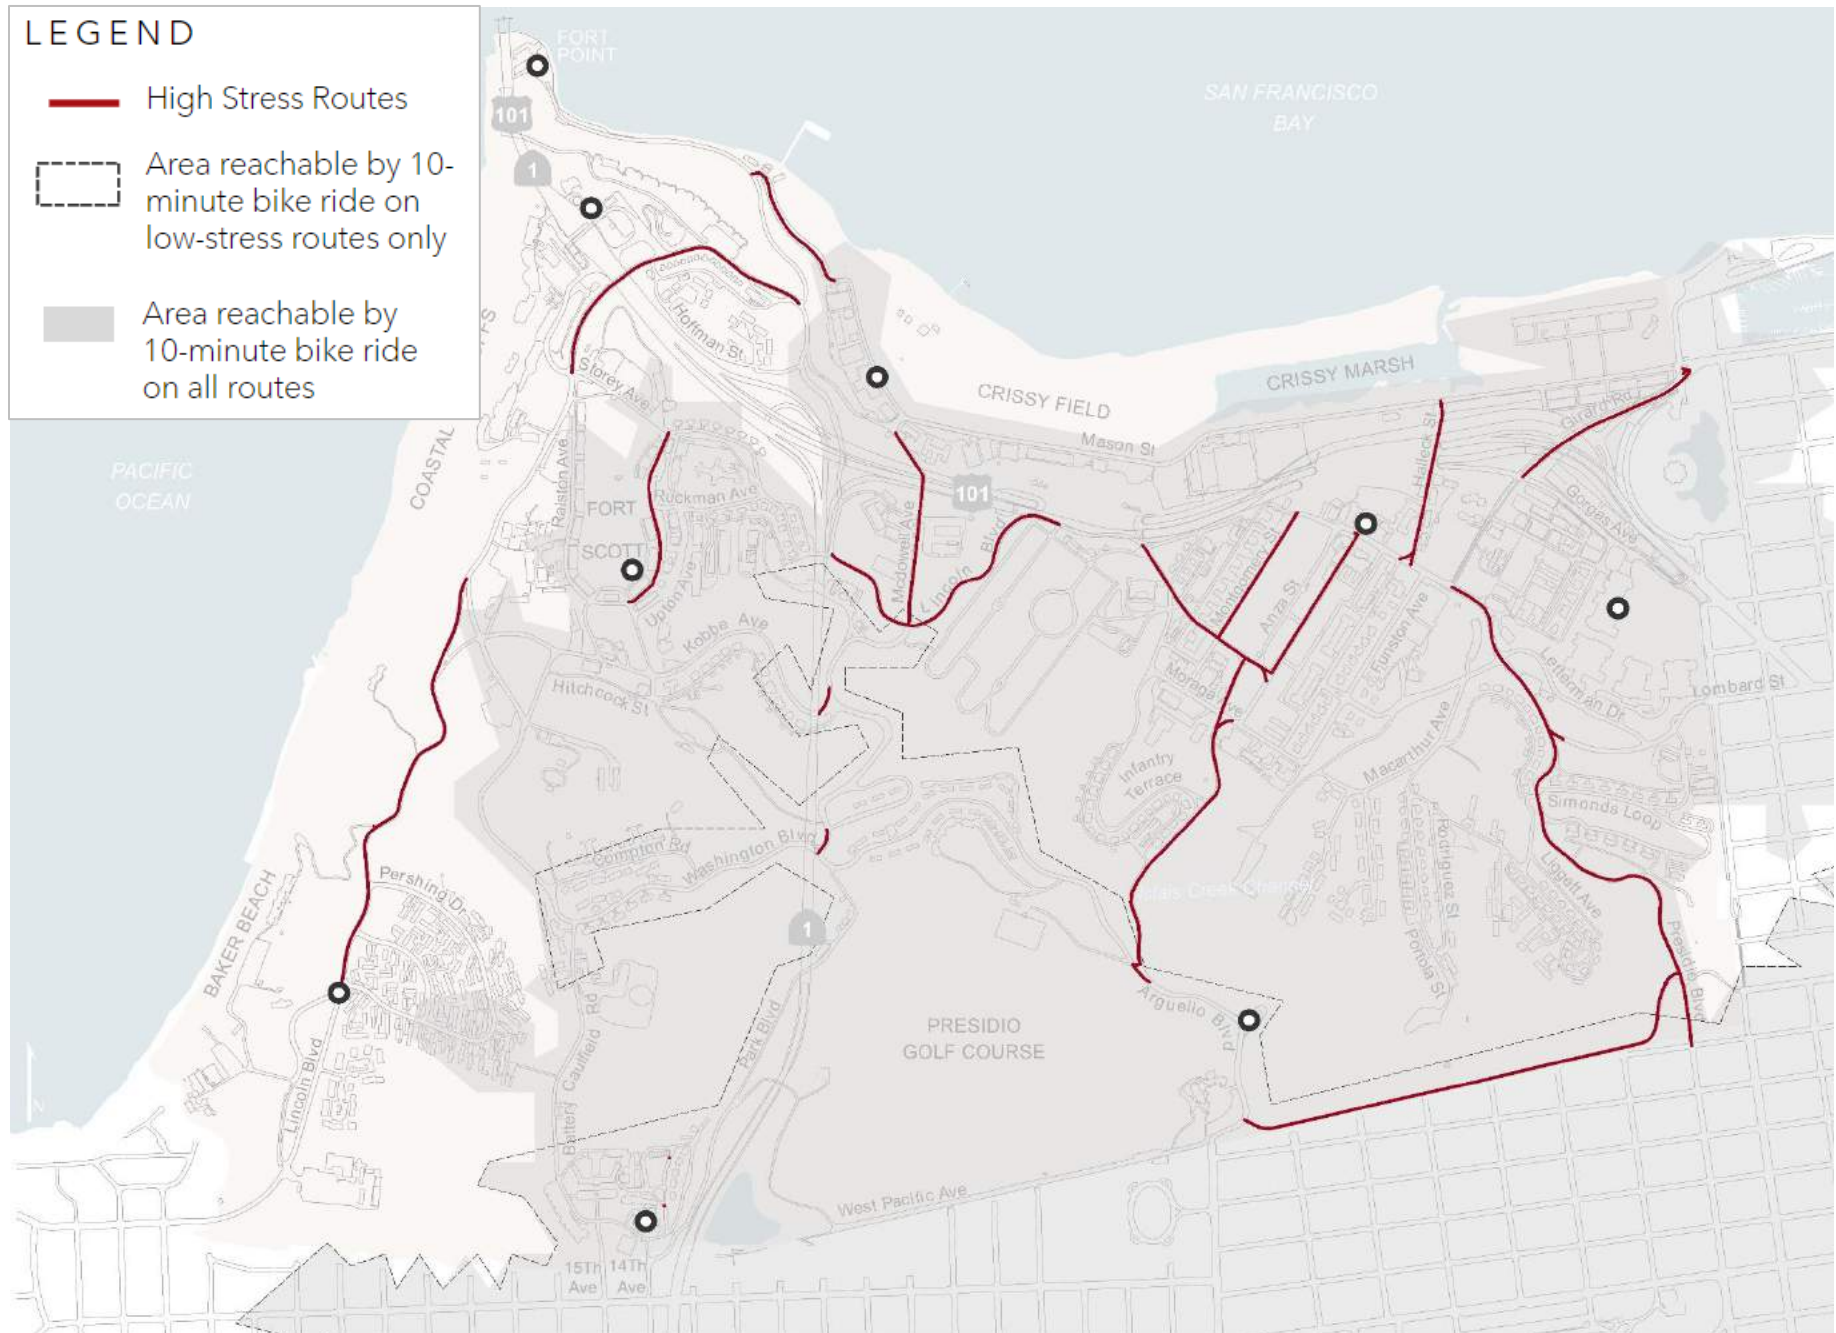 LEGEND
High Stress Routes
Area reachable by 10-
minute bike ride on
low-stress routes only
Area reachable by
10-minute bike ride
on all routes
FORT
POINT
101
1
SAN FRANCISCO
BAY
Hoffman St
Storey Ave
COASTAL
FS
CRISSY FIELD
CRISSY MARSH
Mason St
Girard Rd
Halleck St
PACIFIC
OCEAN
Ralston Ave
FORT
SCOTT
Ruckman Ave
Upton Ave
Kobbe Ave
Hitchcock St
101
Mcdowell Ave
Lincoln Blvd
Montgomery St
Anza St
Funston Ave
Moraga Ave
Gorgas Ave
Letterman Dr
Lombard St
Infantry
Terrace
Macarthur Ave
Simonds Loop
Rodriguez St
Portola St
Liggett Ave
Presidio Blvd
Compton Rd
Washington Blvd
Pershing Dr
BAKER BEACH
1
Creek Channel
Arguello Blvd
PRESIDIO
GOLF COURSE
Park Blvd
Battery Caulfield Rd
Lincoln Blvd
West Pacific Ave
15Th
Ave
14Th
Ave
N